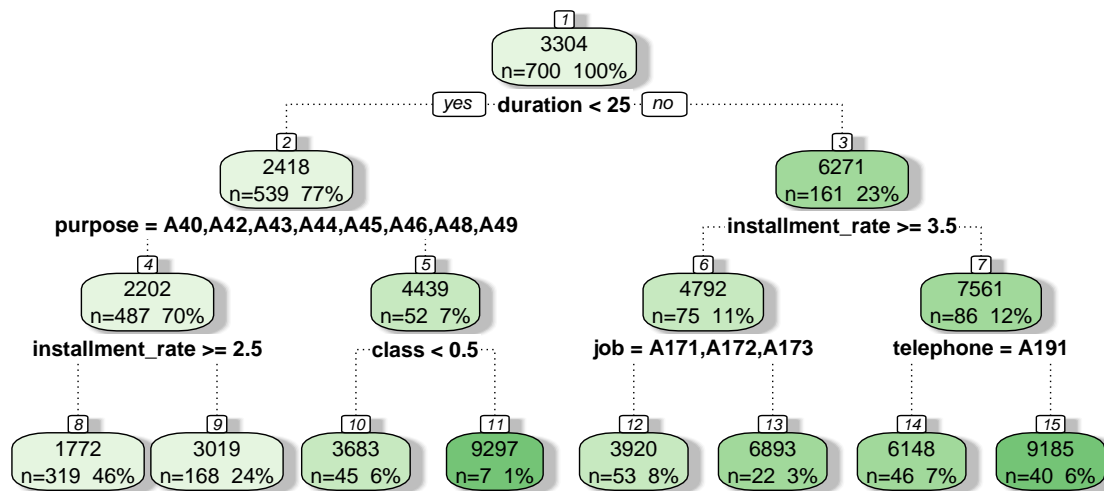 1
3304
n=700 100%
yes duration < 25 no
2
2418
n=539 77%
3
6271
n=161 23%
purpose = A40,A42,A43,A44,A45,A46,A48,A49
installment_rate >= 3.5
4
2202
n=487 70%
5
4439
n=52 7%
6
4792
n=75 11%
7
7561
n=86 12%
installment_rate >= 2.5
class < 0.5
job = A171,A172,A173
telephone = A191
8
1772
n=319 46%
9
3019
n=168 24%
10
3683
n=45 6%
11
9297
n=7 1%
12
3920
n=53 8%
13
6893
n=22 3%
14
6148
n=46 7%
15
9185
n=40 6%